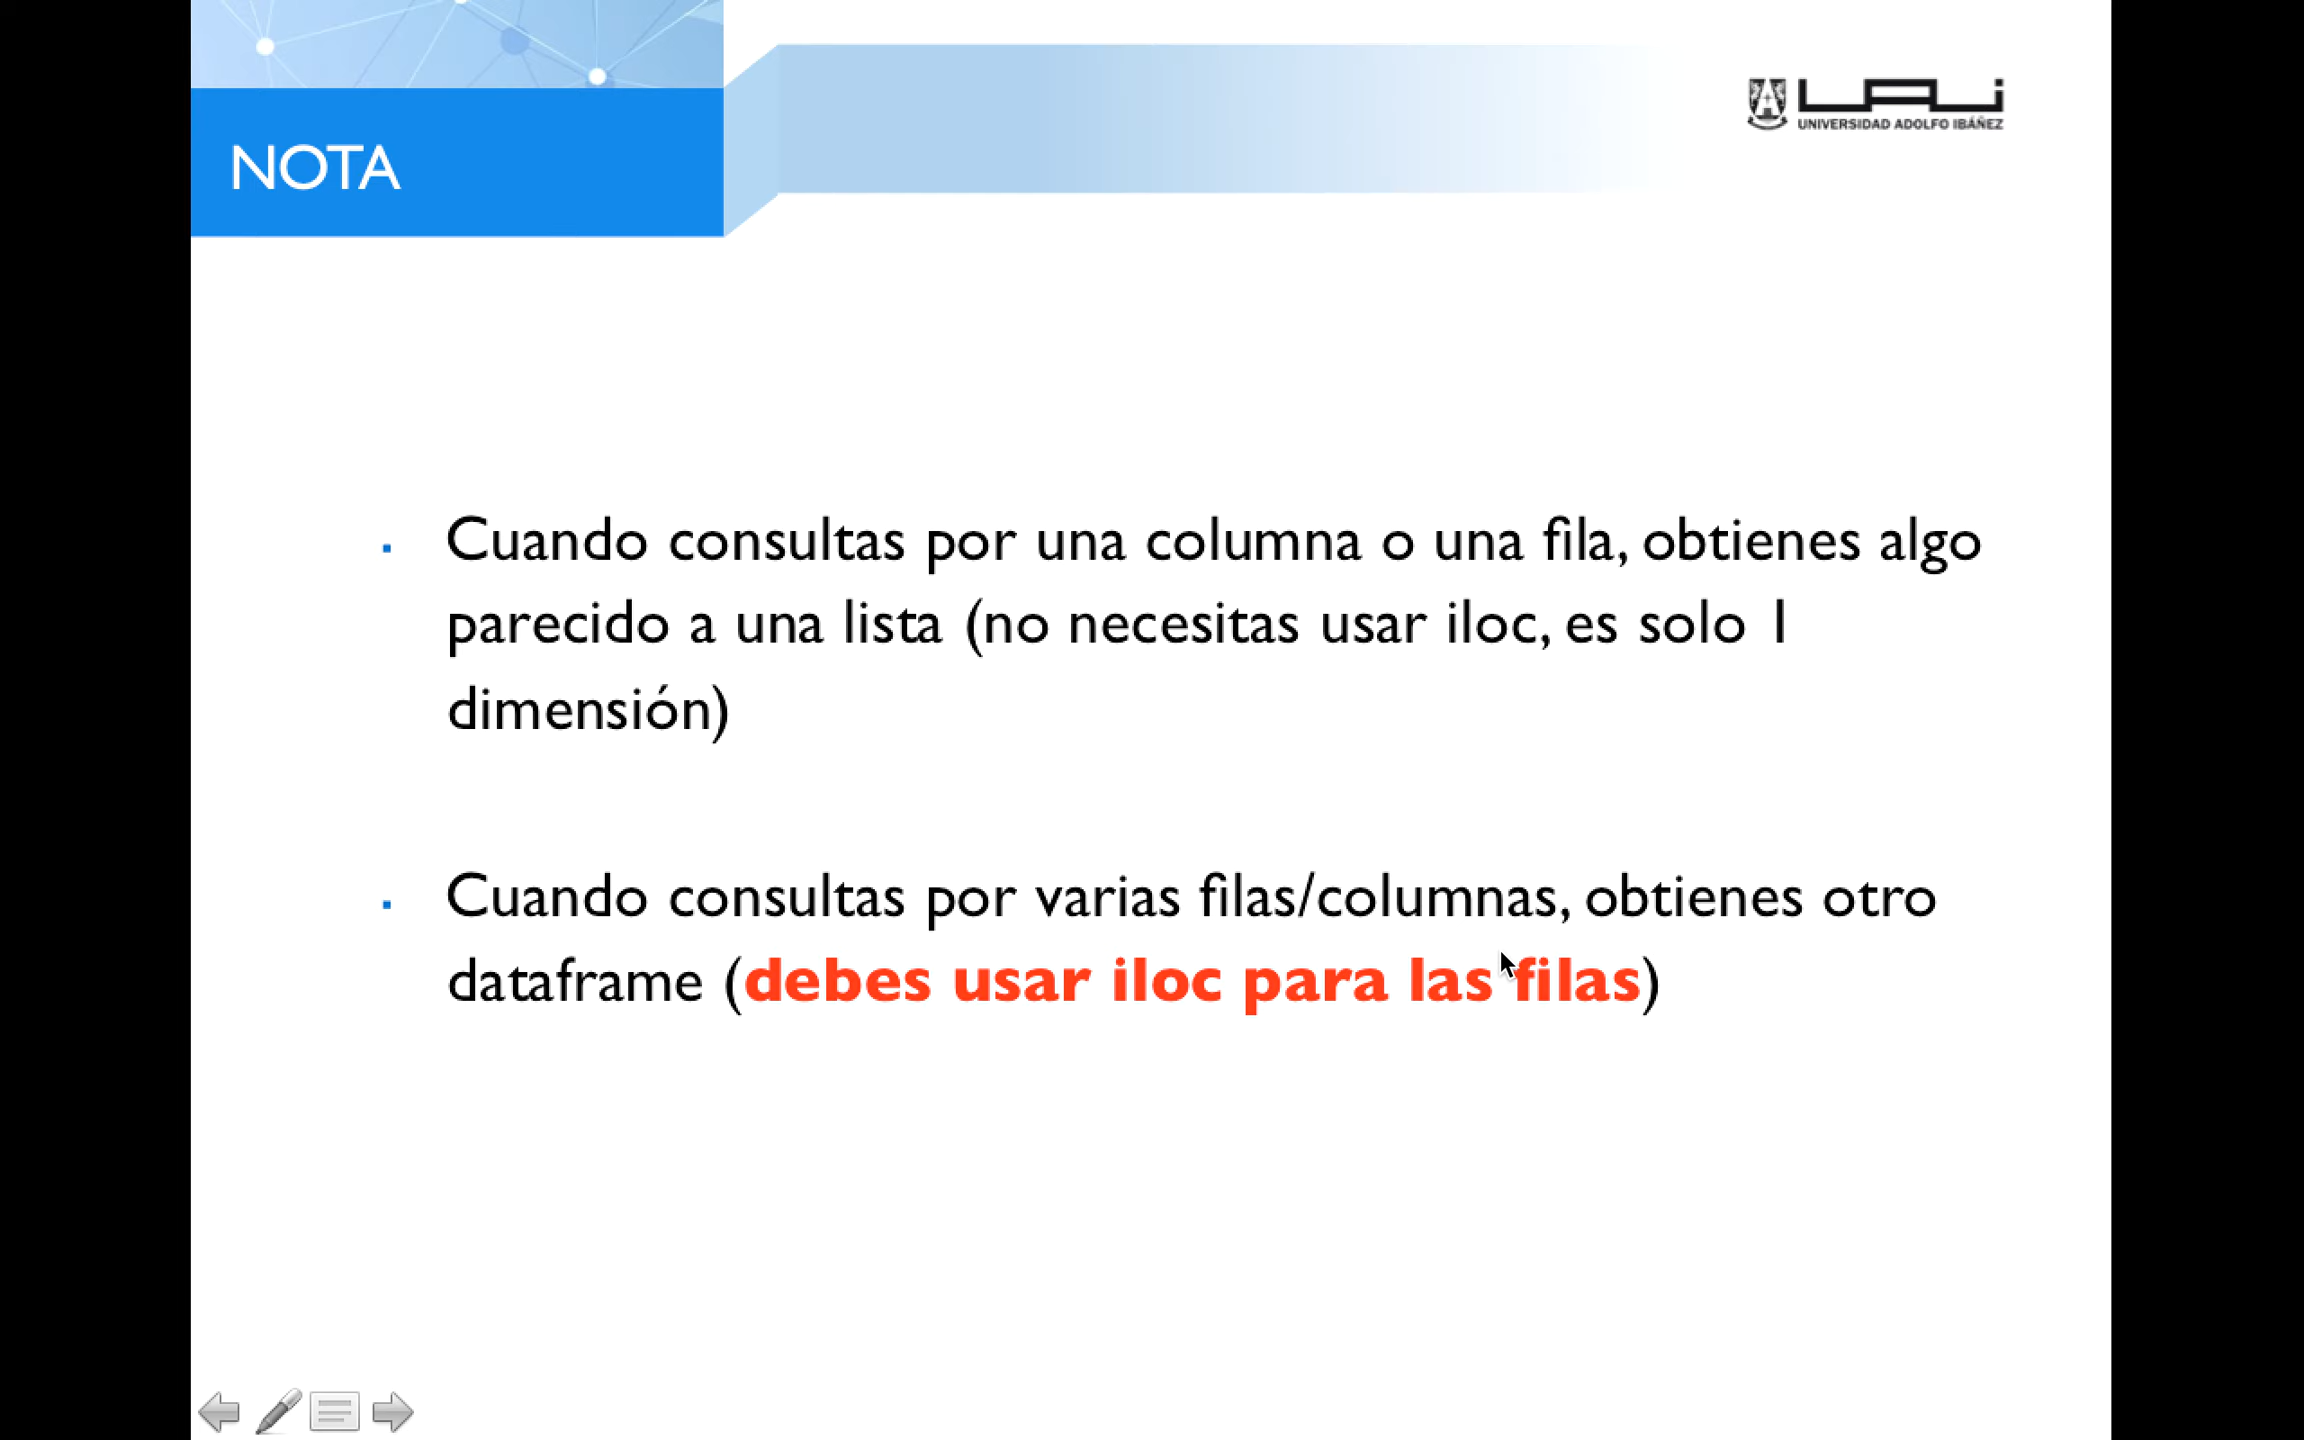 UAi
UNIVERSIDAD ADOLFO IBÁÑEZ
NOTA
Cuando consultas por una columna o una fila, obtienes algo
parecido a una lista (no necesitas usar iloc, es solo 1
dimensión)
Cuando consultas por varias filas/columnas, obtienes otro
dataframe (debes usar iloc para las filas)